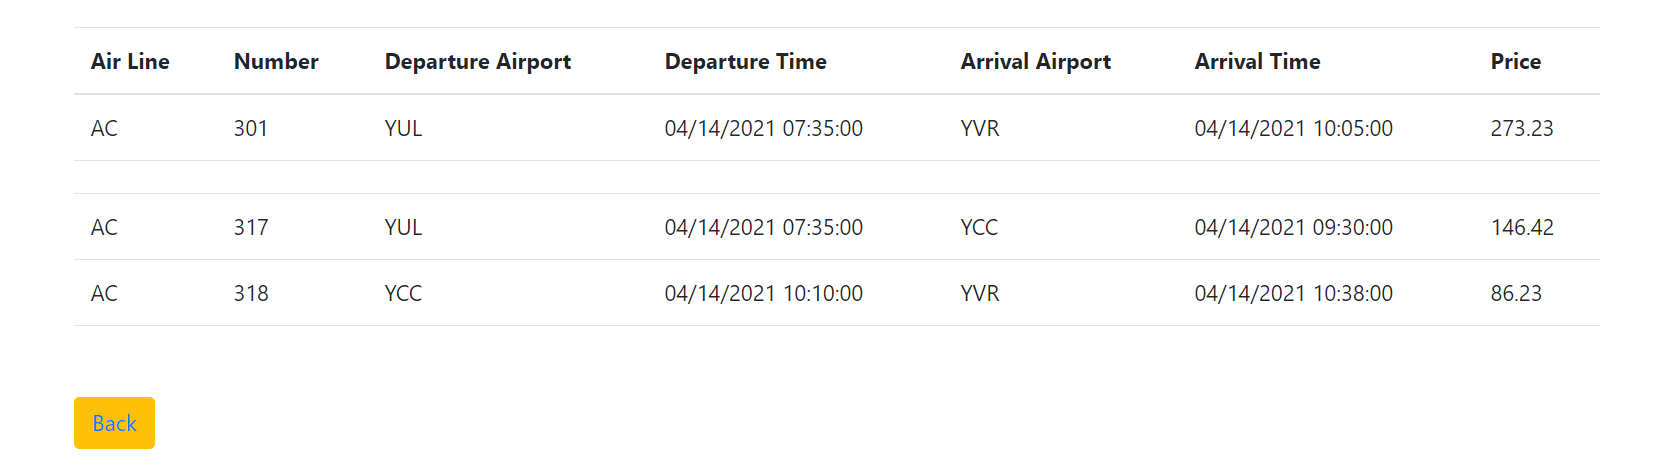 Air Line Number Departure Airport Departure Time Arrival Airport Arrival Time Price
AC 301 YUL 04/14/2021 07:35:00 YVR 04/14/2021 10:05:00 273.23
AC 317 YUL 04/14/2021 07:35:00 YCC 04/14/2021 09:30:00 146.42
AC 318 YCC 04/14/2021 10:10:00 YVR 04/14/2021 10:38:00 86.23
Back